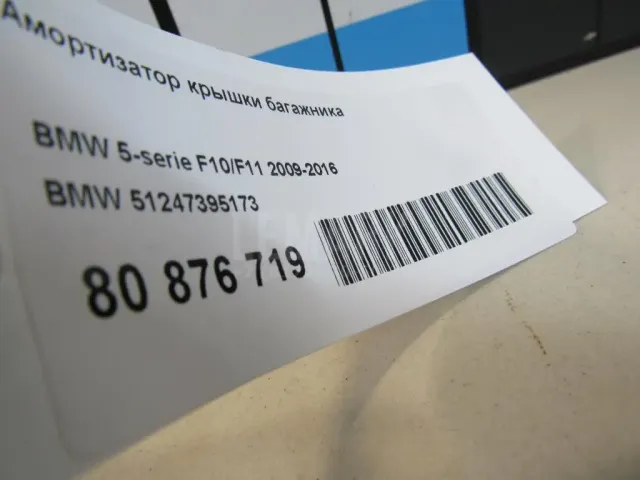 Амортизатор крышки багажника
BMW 5-serie F10/F11 2009-2016
BMW 51247395173
80 876 719